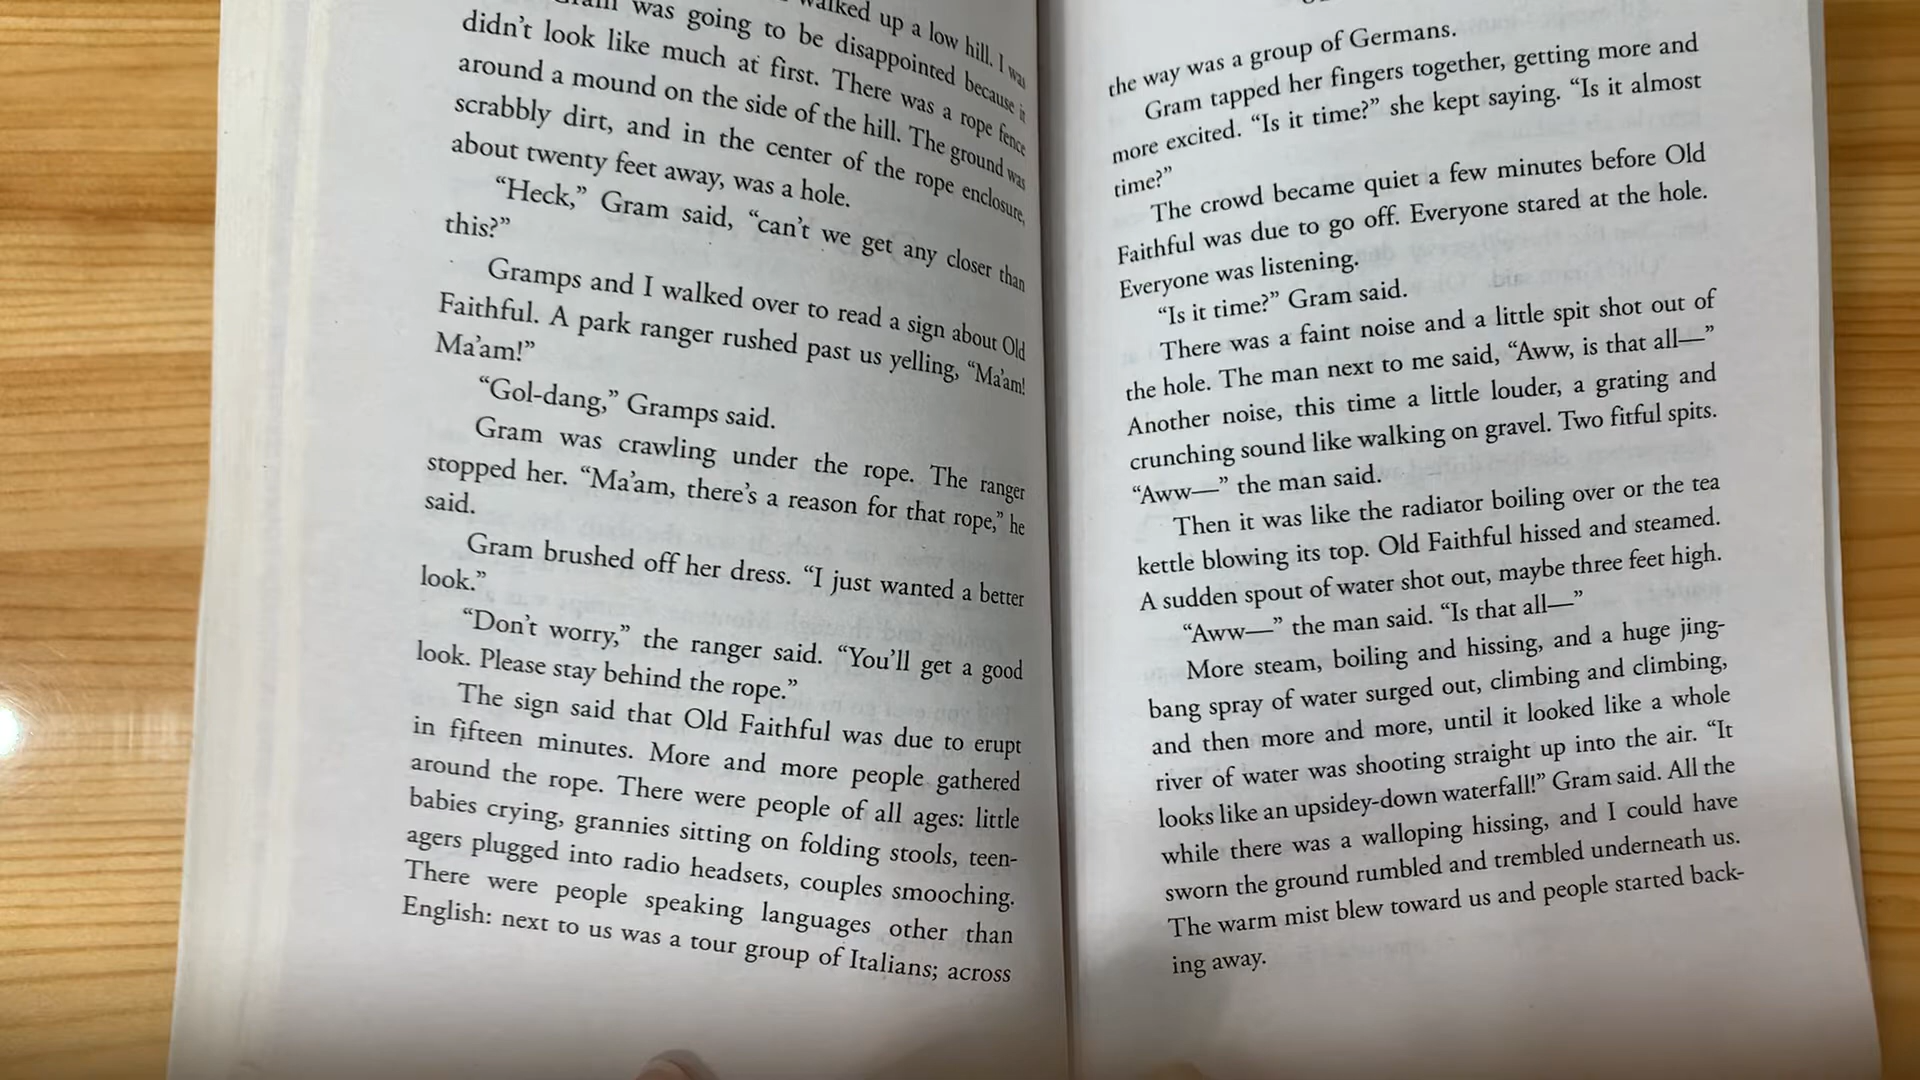 walked up a low hill. I was
Gram was going to be disappointed because it
didn't look like much at first. There was a rope fence
around a mound on the side of the hill. The ground was
scrabbly dirt, and in the center of the rope enclosure,
about twenty feet away, was a hole.
“Heck,” Gram said, “can't we get any closer than
this?”
Gramps and I walked over to read a sign about Old
Faithful. A park ranger rushed past us yelling, “Ma'am!
Ma'am!”
“Gol-dang,” Gramps said.
Gram was crawling under the rope. The ranger
stopped her. “Ma'am, there's a reason for that rope,” he
said.
Gram brushed off her dress. “I just wanted a better
look.”
“Don't worry,” the ranger said. “You'll get a good
look. Please stay behind the rope.”
The sign said that Old Faithful was due to erupt
in fifteen minutes. More and more people gathered
around the rope. There were people of all ages: little
babies crying, grannies sitting on folding stools, teen-
agers plugged into radio headsets, couples smooching.
There were people speaking languages other than
English: next to us was a tour group of Italians; across
the way was a group of Germans.
Gram tapped her fingers together, getting more and
more excited. “Is it time?” she kept saying. “Is it almost
time?”
The crowd became quiet a few minutes before Old
Faithful was due to go off. Everyone stared at the hole.
Everyone was listening.
“Is it time?” Gram said.
There was a faint noise and a little spit shot out of
the hole. The man next to me said, “Aww, is that all—”
Another noise, this time a little louder, a grating and
crunching sound like walking on gravel. Two fitful spits.
“Aww—” the man said.
Then it was like the radiator boiling over or the tea
kettle blowing its top. Old Faithful hissed and steamed.
A sudden spout of water shot out, maybe three feet high.
“Aww—” the man said. “Is that all—”
More steam, boiling and hissing, and a huge jing-
bang spray of water surged out, climbing and climbing,
and then more and more, until it looked like a whole
river of water was shooting straight up into the air. “It
looks like an upsidey-down waterfall!” Gram said. All the
while there was a walloping hissing, and I could have
sworn the ground rumbled and trembled underneath us.
The warm mist blew toward us and people started back-
ing away.